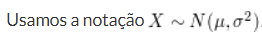 Usamos a notação X ∼ N(μ, σ²).